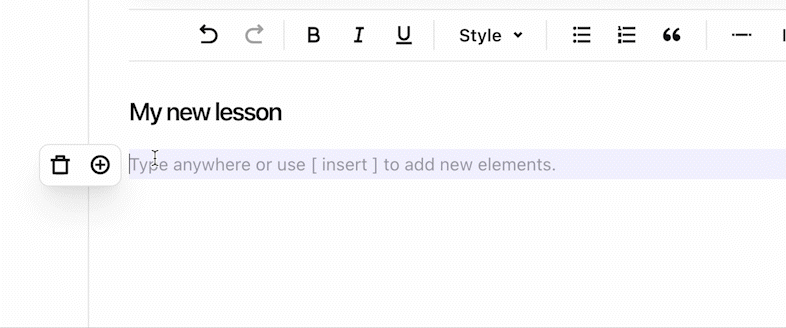 B I U Style
My new lesson
Type anywhere or use [ insert ] to add new elements.